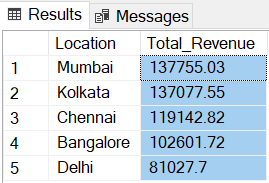 Results Messages
Location Total_Revenue
1 Mumbai 137755.03
2 Kolkata 137077.55
3 Chennai 119142.82
4 Bangalore 102601.72
5 Delhi 81027.7